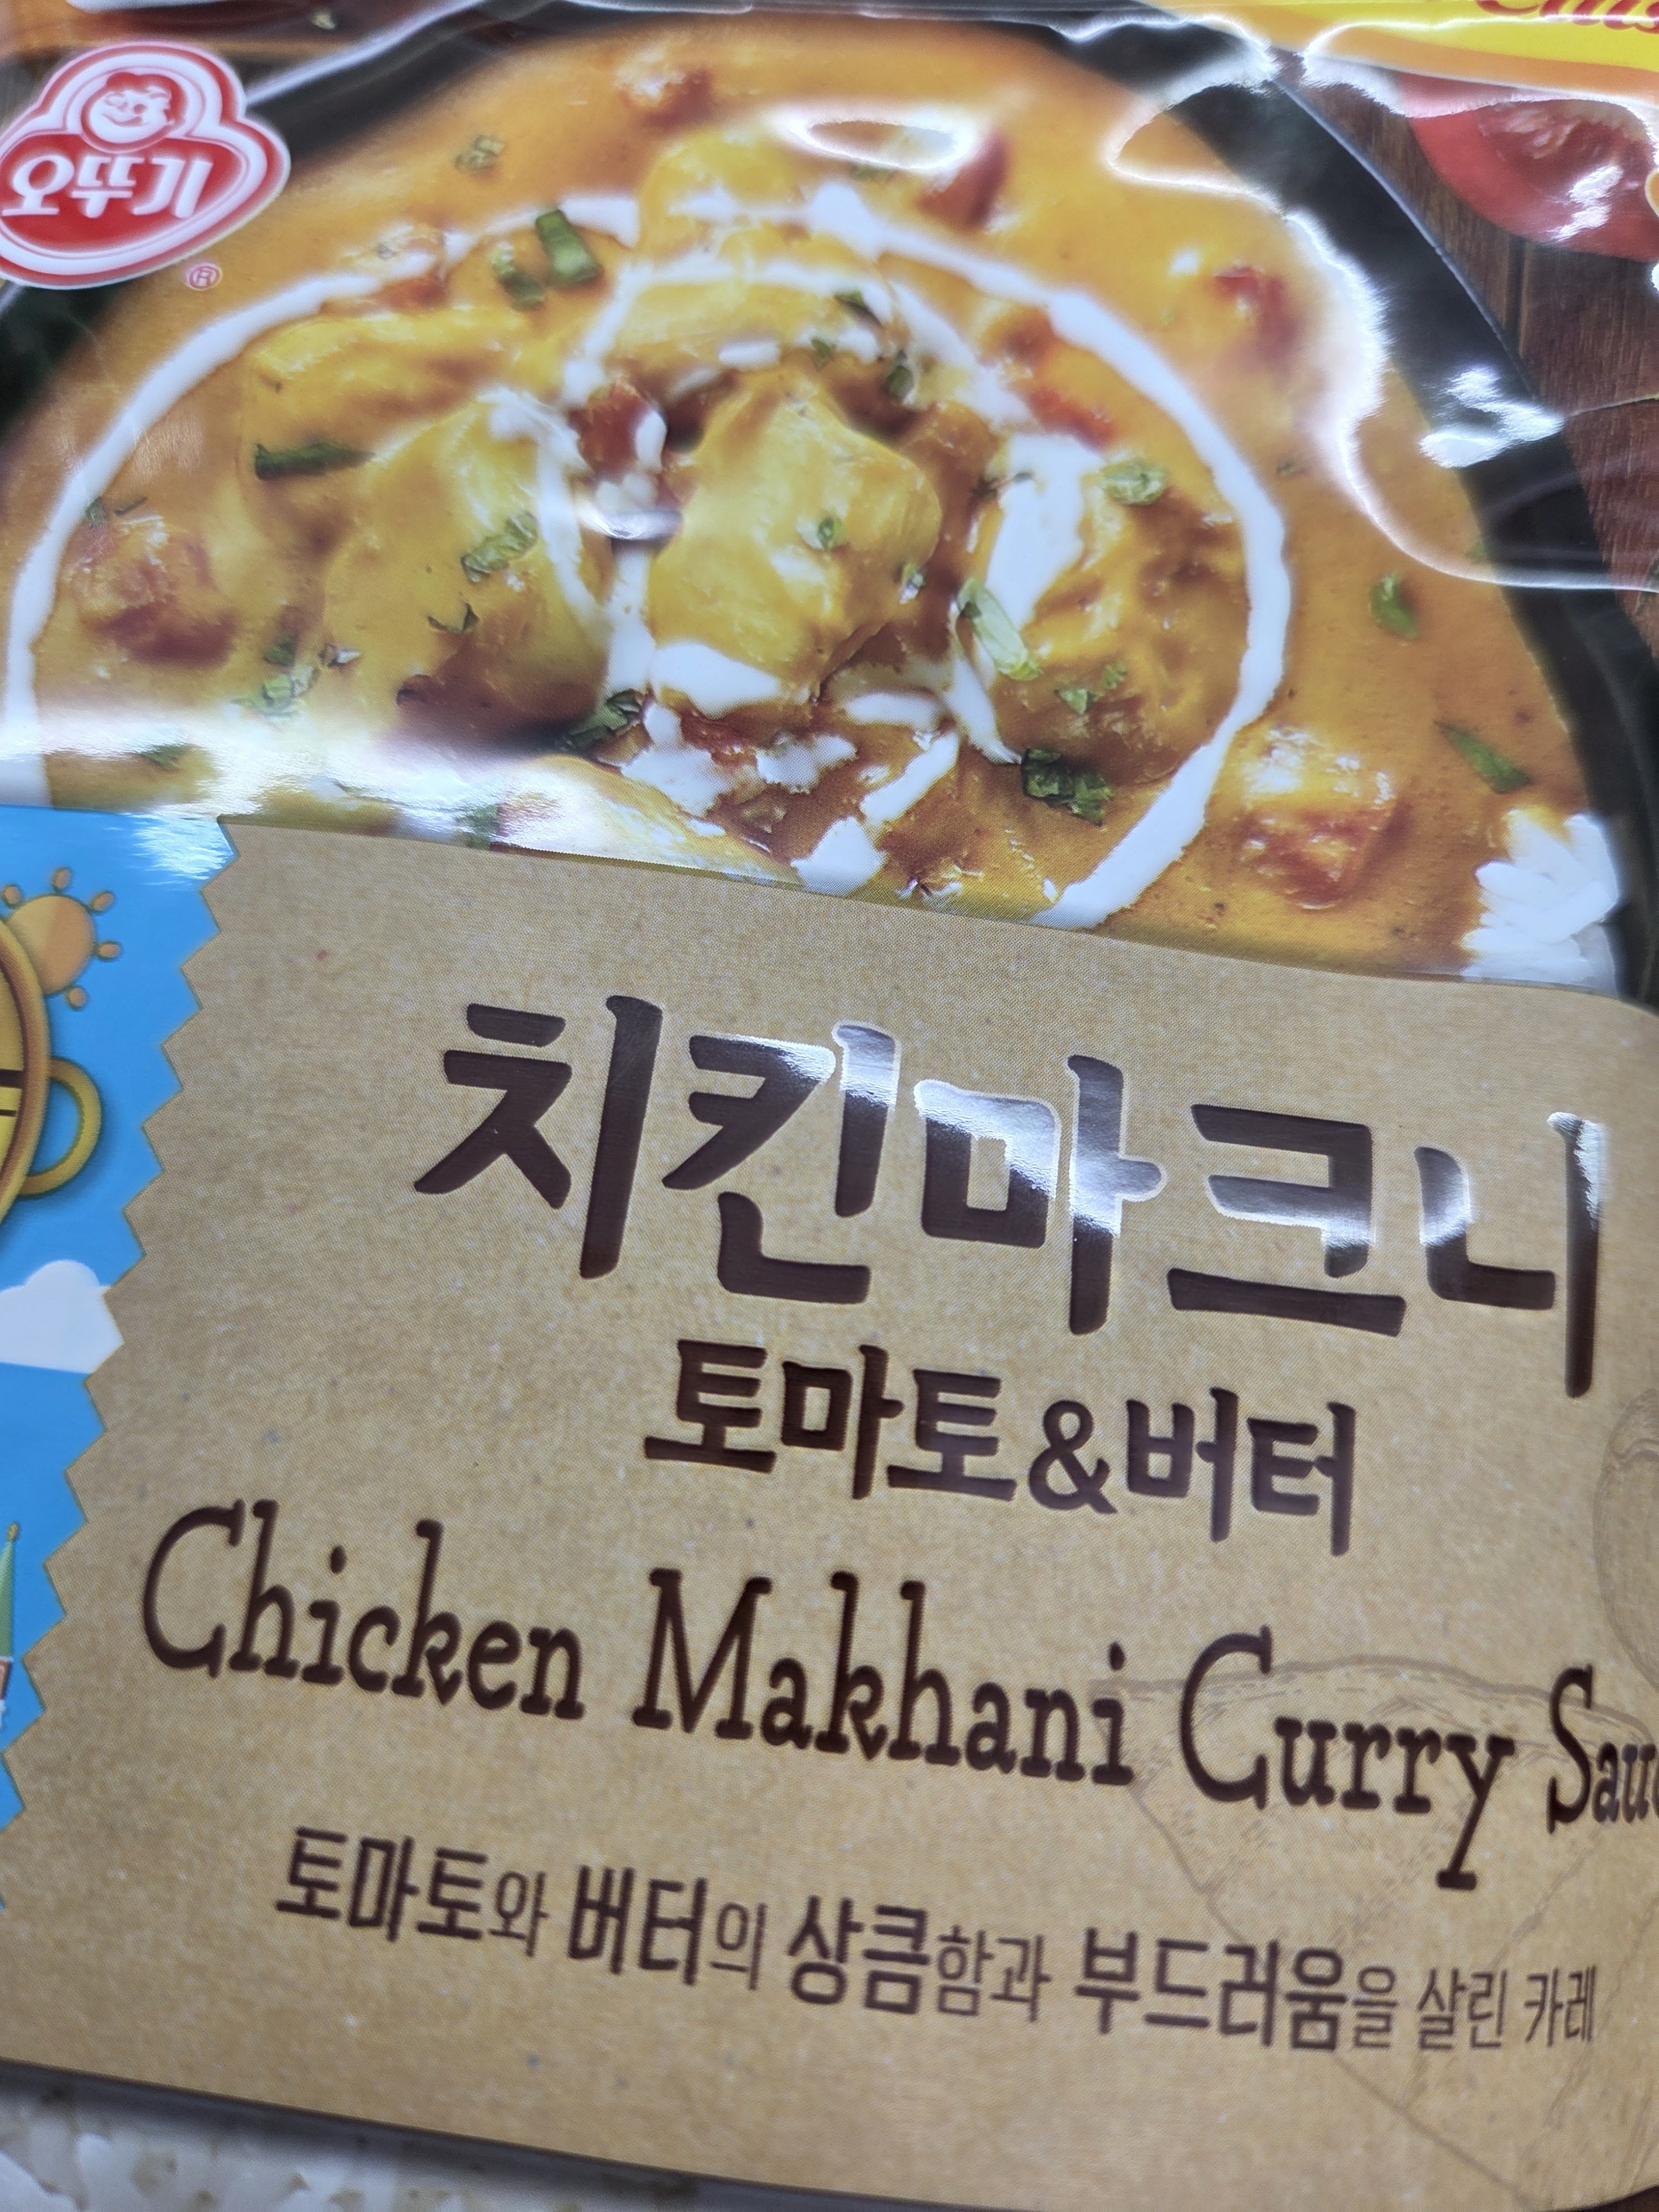 오뚜기
®
치킨마크니
토마토&버터
Chicken Makhani Curry
토마토와 버터의 상큼함과 부드러움을 살린 카레